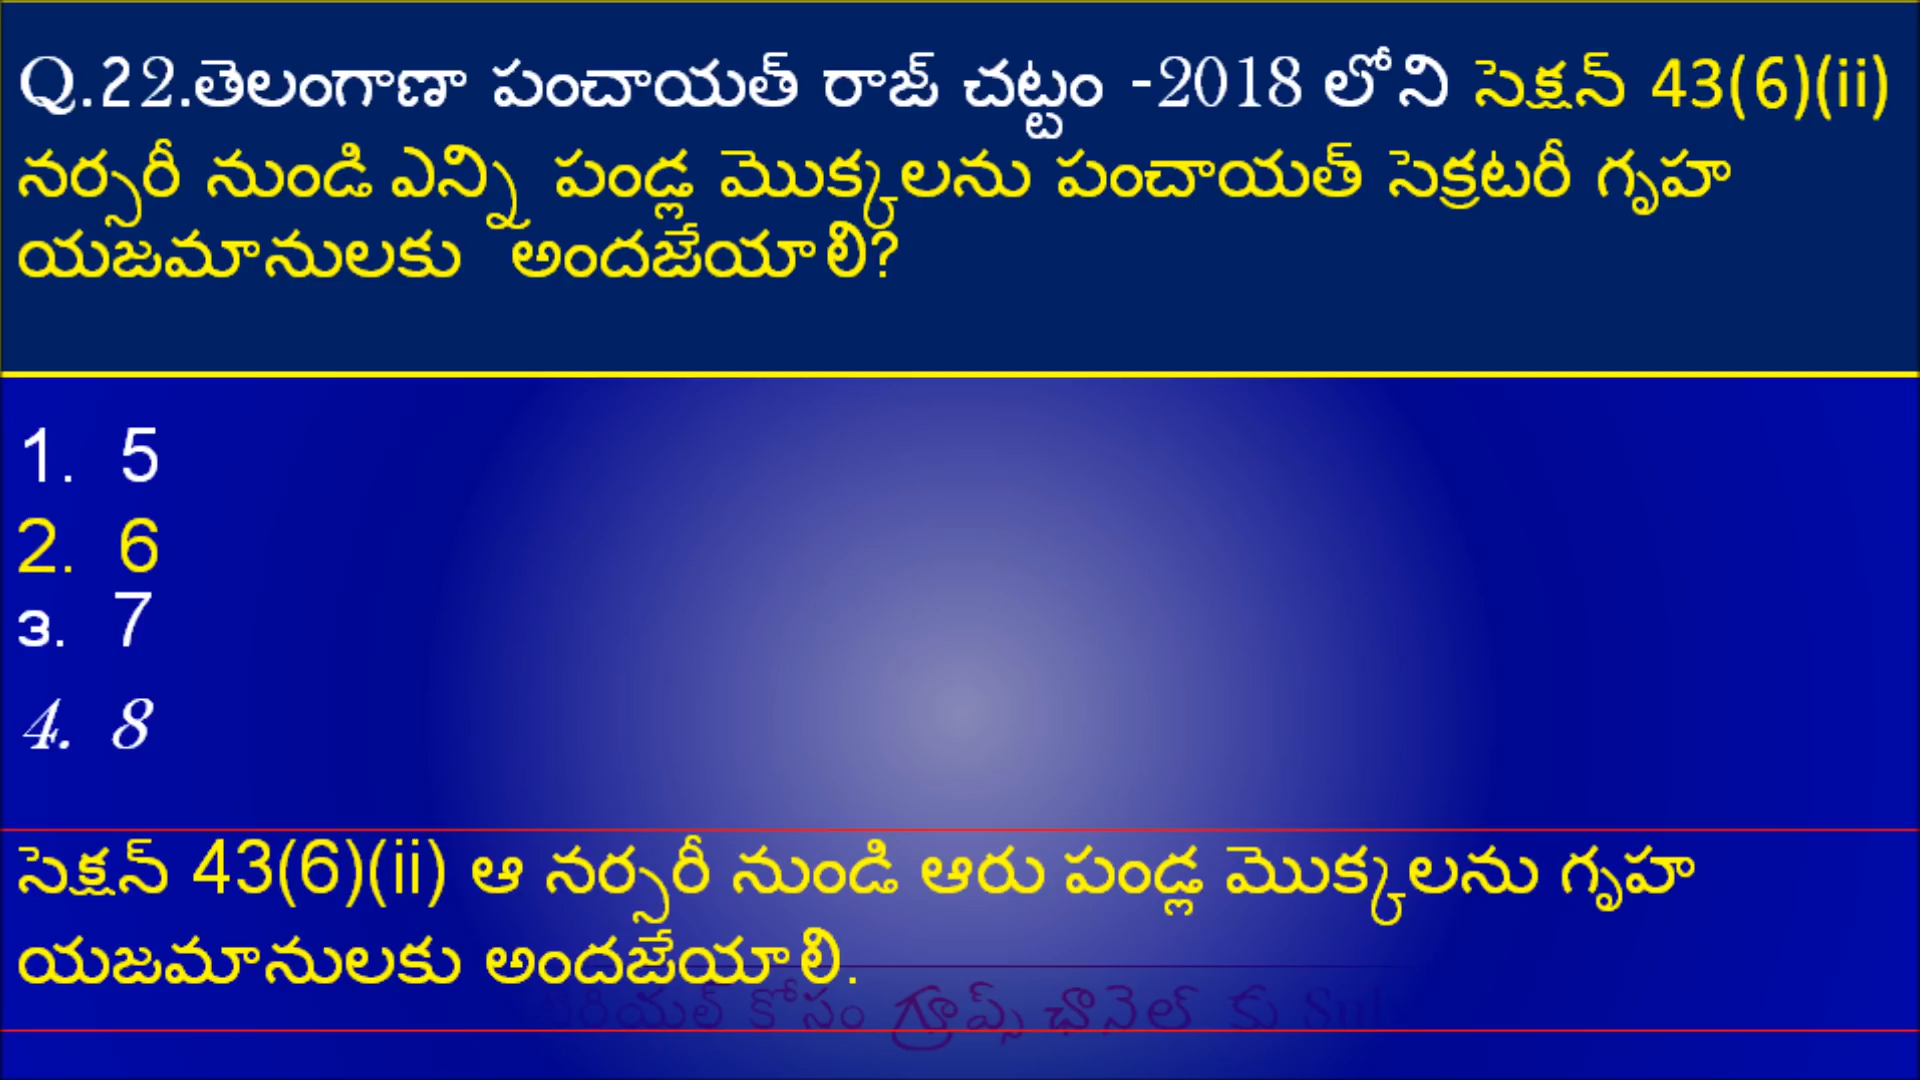 Q.22.తెలంగాణా పంచాయత్ రాజ్ చట్టం -2018 లోని సెక్షన్ 43(6)(ii)
నర్సరీ నుండి ఎన్ని పండ్ల మొక్కలను పంచాయత్ సెక్రటరీ గృహ
యజమానులకు అందజేయాలి?
1. 5
2. 6
3. 7
4. 8
సెక్షన్ 43(6)(ii) ఆ నర్సరీ నుండి ఆరు పండ్ల మొక్కలను గృహ
యజమానులకు అందజేయాలి.
కోసం గ్రూప్స్ ఛానెల్ కు